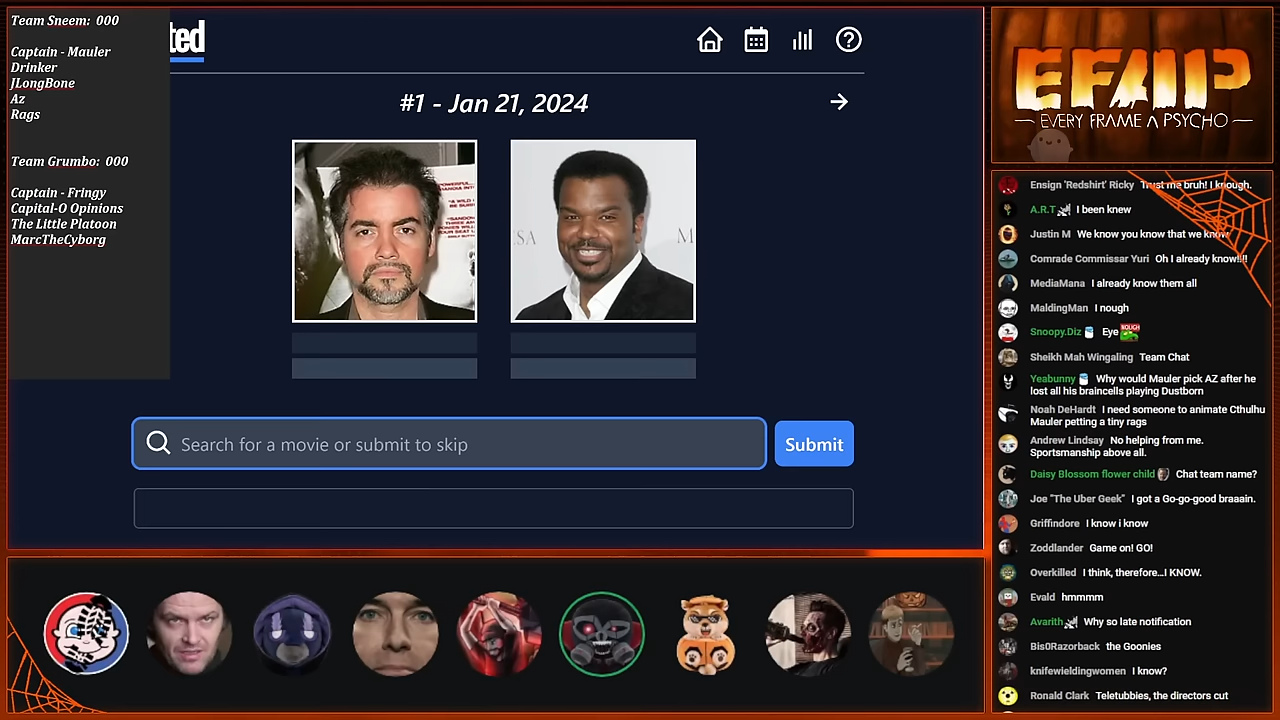 Team Sneem: 000
Captain - Mauler
Drinker
JLongBone
Az
Rags
Team Grumbo: 000
Captain - Fringy
Capital-O Opinions
The Little Platoon
MarcTheCyborg
ted
#1 - Jan 21, 2024
Search for a movie or submit to skip
Submit
EFAP
EVERY FRAME A PSYCHO
Ensign 'Redshirt' Ricky Trust me bruh! I knough.
A.R.T I been knew
Justin M We know you know that we know
Comrade Commissar Yuri Oh I already know!!!!
MediaMana I already know them all
MaldingMan I nough
Snoopy.Diz Eye NOUGH
Sheikh Mah Wingaling Team Chat
Yeabunny Why would Mauler pick AZ after he
lost all his braincells playing Dustborn
Noah DeHardt I need someone to animate Cthulhu
Mauler petting a tiny rags
Andrew Lindsay No helping from me.
Sportsmanship above all.
Daisy Blossom flower child Chat team name?
Joe "The Uber Geek" I got a Go-go-good braaain.
Griffindore I know i know
Zoddlander Game on! GO!
Overkilled I think, therefore...I KNOW.
Evald hmmmm
Avarith Why so late notification
Bis0Razorback the Goonies
knifewieldingwomen I know?
Ronald Clark Teletubbies, the directors cut